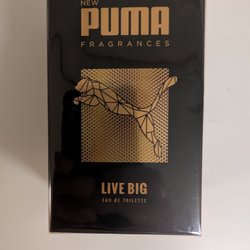 NEW
PUMA
FRAGRANCES
LIVE BIG
EAU DE TOILETTE